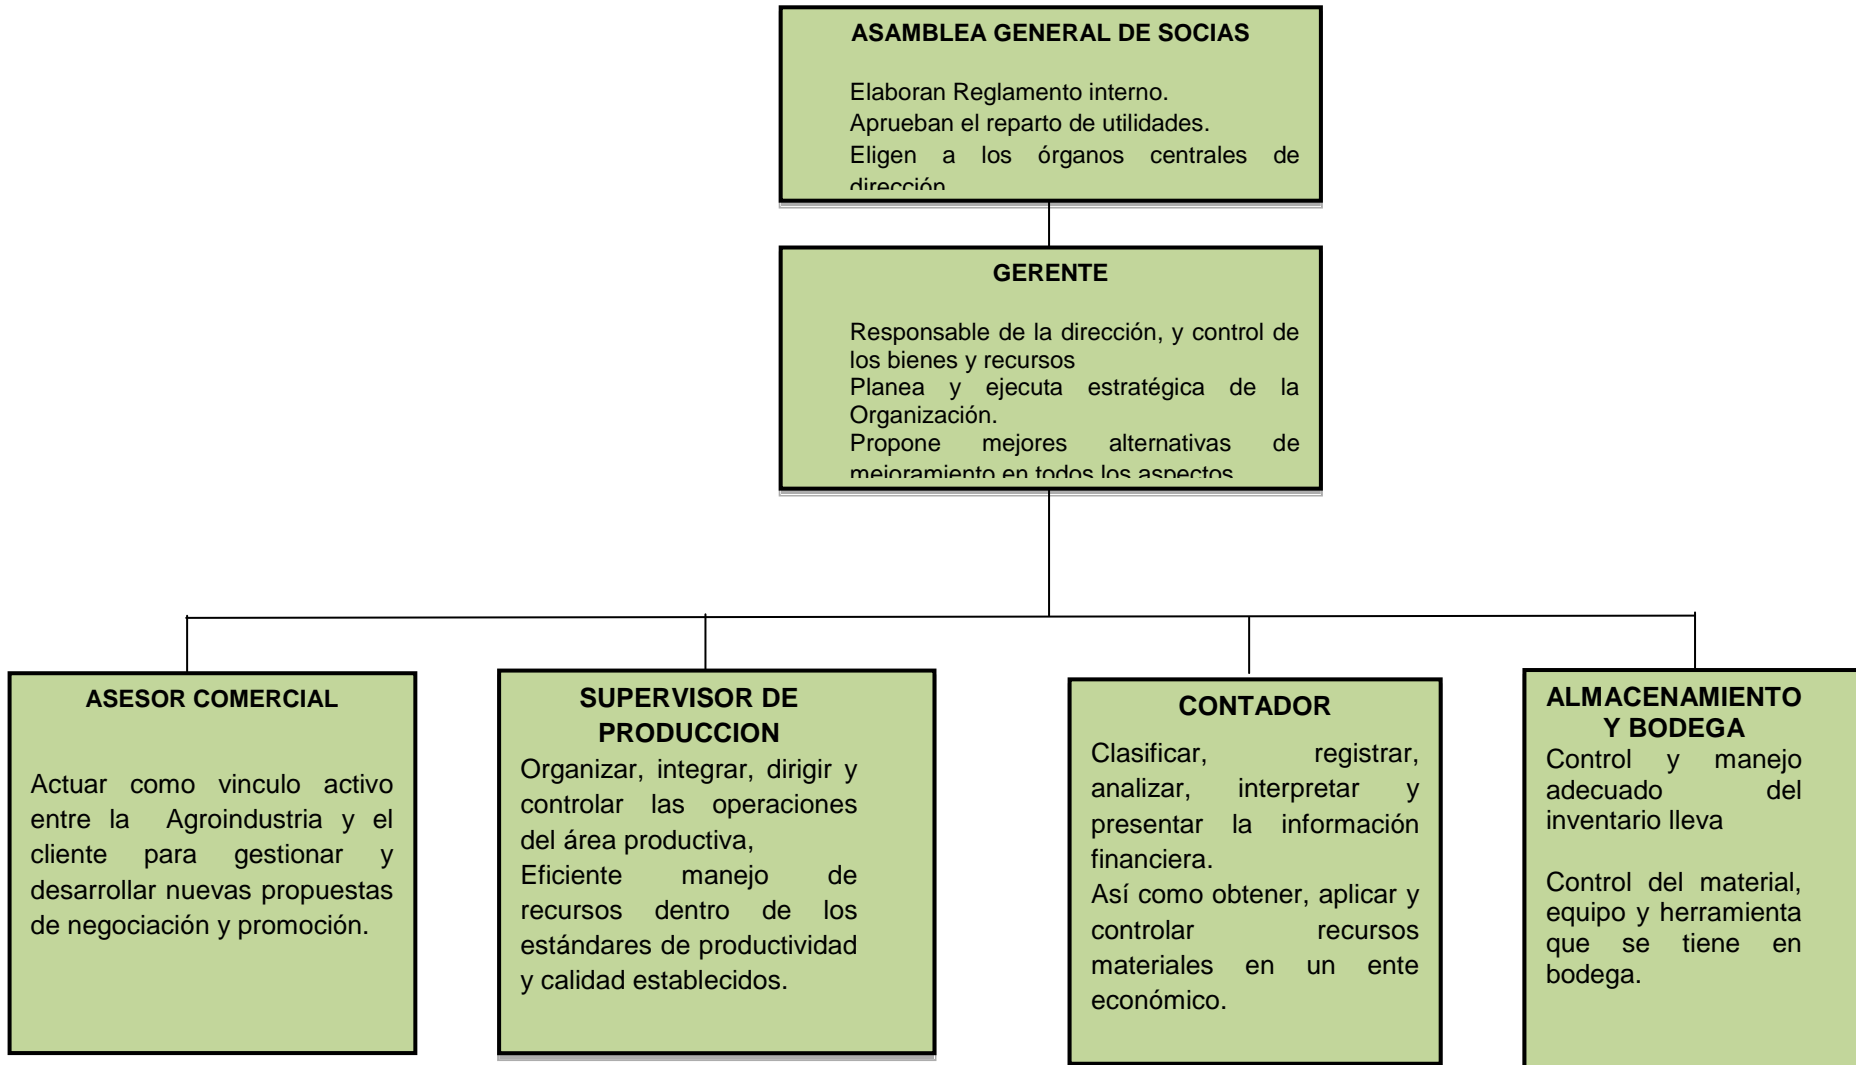 ASAMBLEA GENERAL DE SOCIAS
Elaboran Reglamento interno.
Aprueban el reparto de utilidades.
Eligen a los órganos centrales de
dirección
GERENTE
Responsable de la dirección, y control de
los bienes y recursos
Planea y ejecuta estratégica de la
Organización.
Propone mejores alternativas de
mejoramiento en todos los aspectos
ASESOR COMERCIAL
Actuar como vinculo activo
entre la Agroindustria y el
cliente para gestionar y
desarrollar nuevas propuestas
de negociación y promoción.
SUPERVISOR DE
PRODUCCION
Organizar, integrar, dirigir y
controlar las operaciones
del área productiva,
Eficiente manejo de
recursos dentro de los
estándares de productividad
y calidad establecidos.
CONTADOR
Clasificar, registrar,
analizar, interpretar y
presentar la información
financiera.
Así como obtener, aplicar y
controlar recursos
materiales en un ente
económico.
ALMACENAMIENTO
Y BODEGA
Control y manejo
adecuado del
inventario lleva
Control del material,
equipo y herramienta
que se tiene en
bodega.